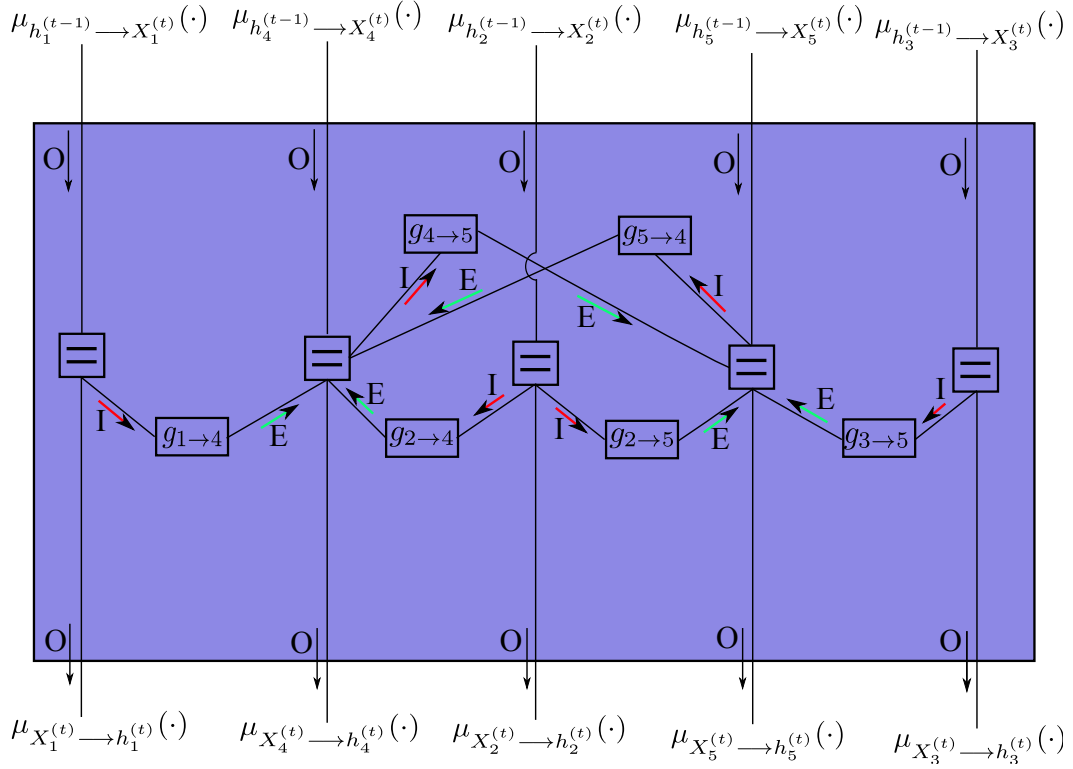 μ_{h_1^{(t−1)} ⟶ X_1^{(t)}}(·) μ_{h_4^{(t−1)} ⟶ X_4^{(t)}}(·) μ_{h_2^{(t−1)} ⟶ X_2^{(t)}}(·) μ_{h_5^{(t−1)} ⟶ X_5^{(t)}}(·) μ_{h_3^{(t−1)} ⟶ X_3^{(t)}}(·)
O O O O O
g_{4→5} g_{5→4}
I E E I
= = = = =
I E E I I E E I
g_{1→4} g_{2→4} g_{2→5} g_{3→5}
O O O O O
μ_{X_1^{(t)} ⟶ h_1^{(t)}}(·) μ_{X_4^{(t)} ⟶ h_4^{(t)}}(·) μ_{X_2^{(t)} ⟶ h_2^{(t)}}(·) μ_{X_5^{(t)} ⟶ h_5^{(t)}}(·) μ_{X_3^{(t)} ⟶ h_3^{(t)}}(·)